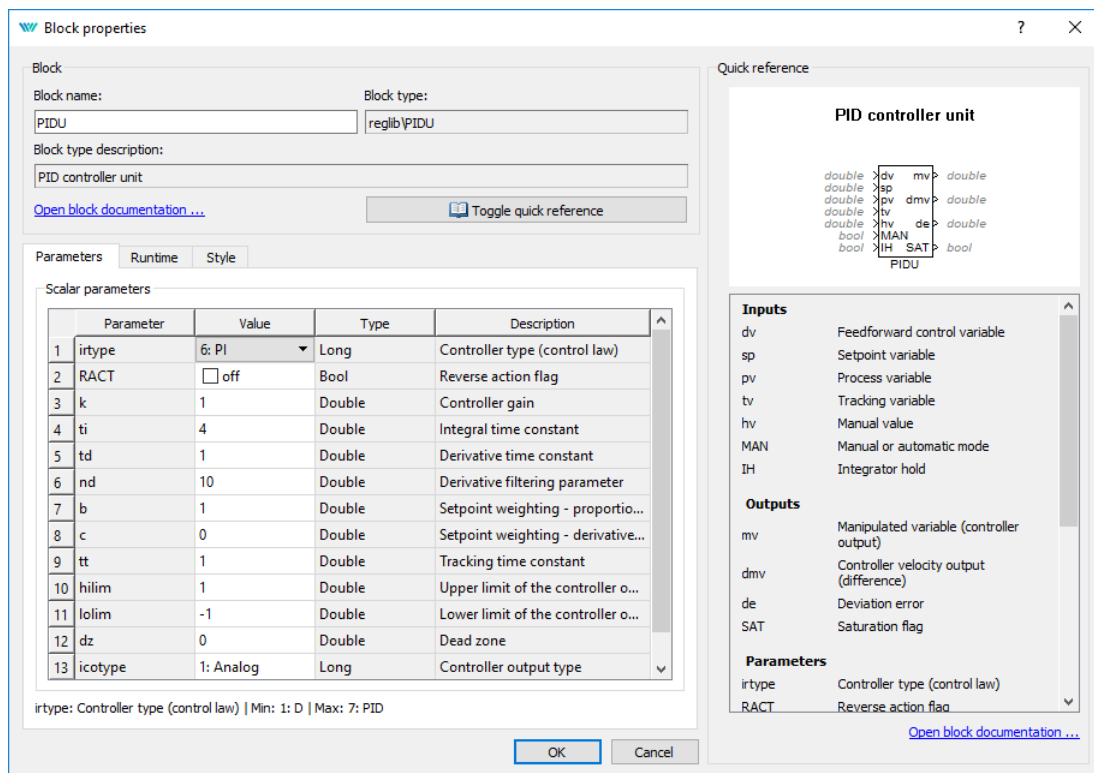 Block properties
?
Block
Block name:
Block type:
PIDU
reglib\PIDU
Block type description:
PID controller unit
Open block documentation ...
Toggle quick reference
Parameters
Runtime
Style
Scalar parameters
Parameter Value Type Description
1 irtype 6: PI Long Controller type (control law)
2 RACT off Bool Reverse action flag
3 k 1 Double Controller gain
4 ti 4 Double Integral time constant
5 td 1 Double Derivative time constant
6 nd 10 Double Derivative filtering parameter
7 b 1 Double Setpoint weighting - proportio...
8 c 0 Double Setpoint weighting - derivative...
9 tt 1 Double Tracking time constant
10 hilim 1 Double Upper limit of the controller o...
11 lolim -1 Double Lower limit of the controller o...
12 dz 0 Double Dead zone
13 icotype 1: Analog Long Controller output type
irtype: Controller type (control law) | Min: 1: D | Max: 7: PID
OK
Cancel
Quick reference
PID controller unit
double dv mv double
double sp
double pv dmv double
double tv
double hv de double
bool MAN
bool IH SAT bool
PIDU
Inputs
dv Feedforward control variable
sp Setpoint variable
pv Process variable
tv Tracking variable
hv Manual value
MAN Manual or automatic mode
IH Integrator hold
Outputs
mv Manipulated variable (controller
output)
dmv Controller velocity output
(difference)
de Deviation error
SAT Saturation flag
Parameters
irtype Controller type (control law)
RACT Reverse action flag
Open block documentation ...